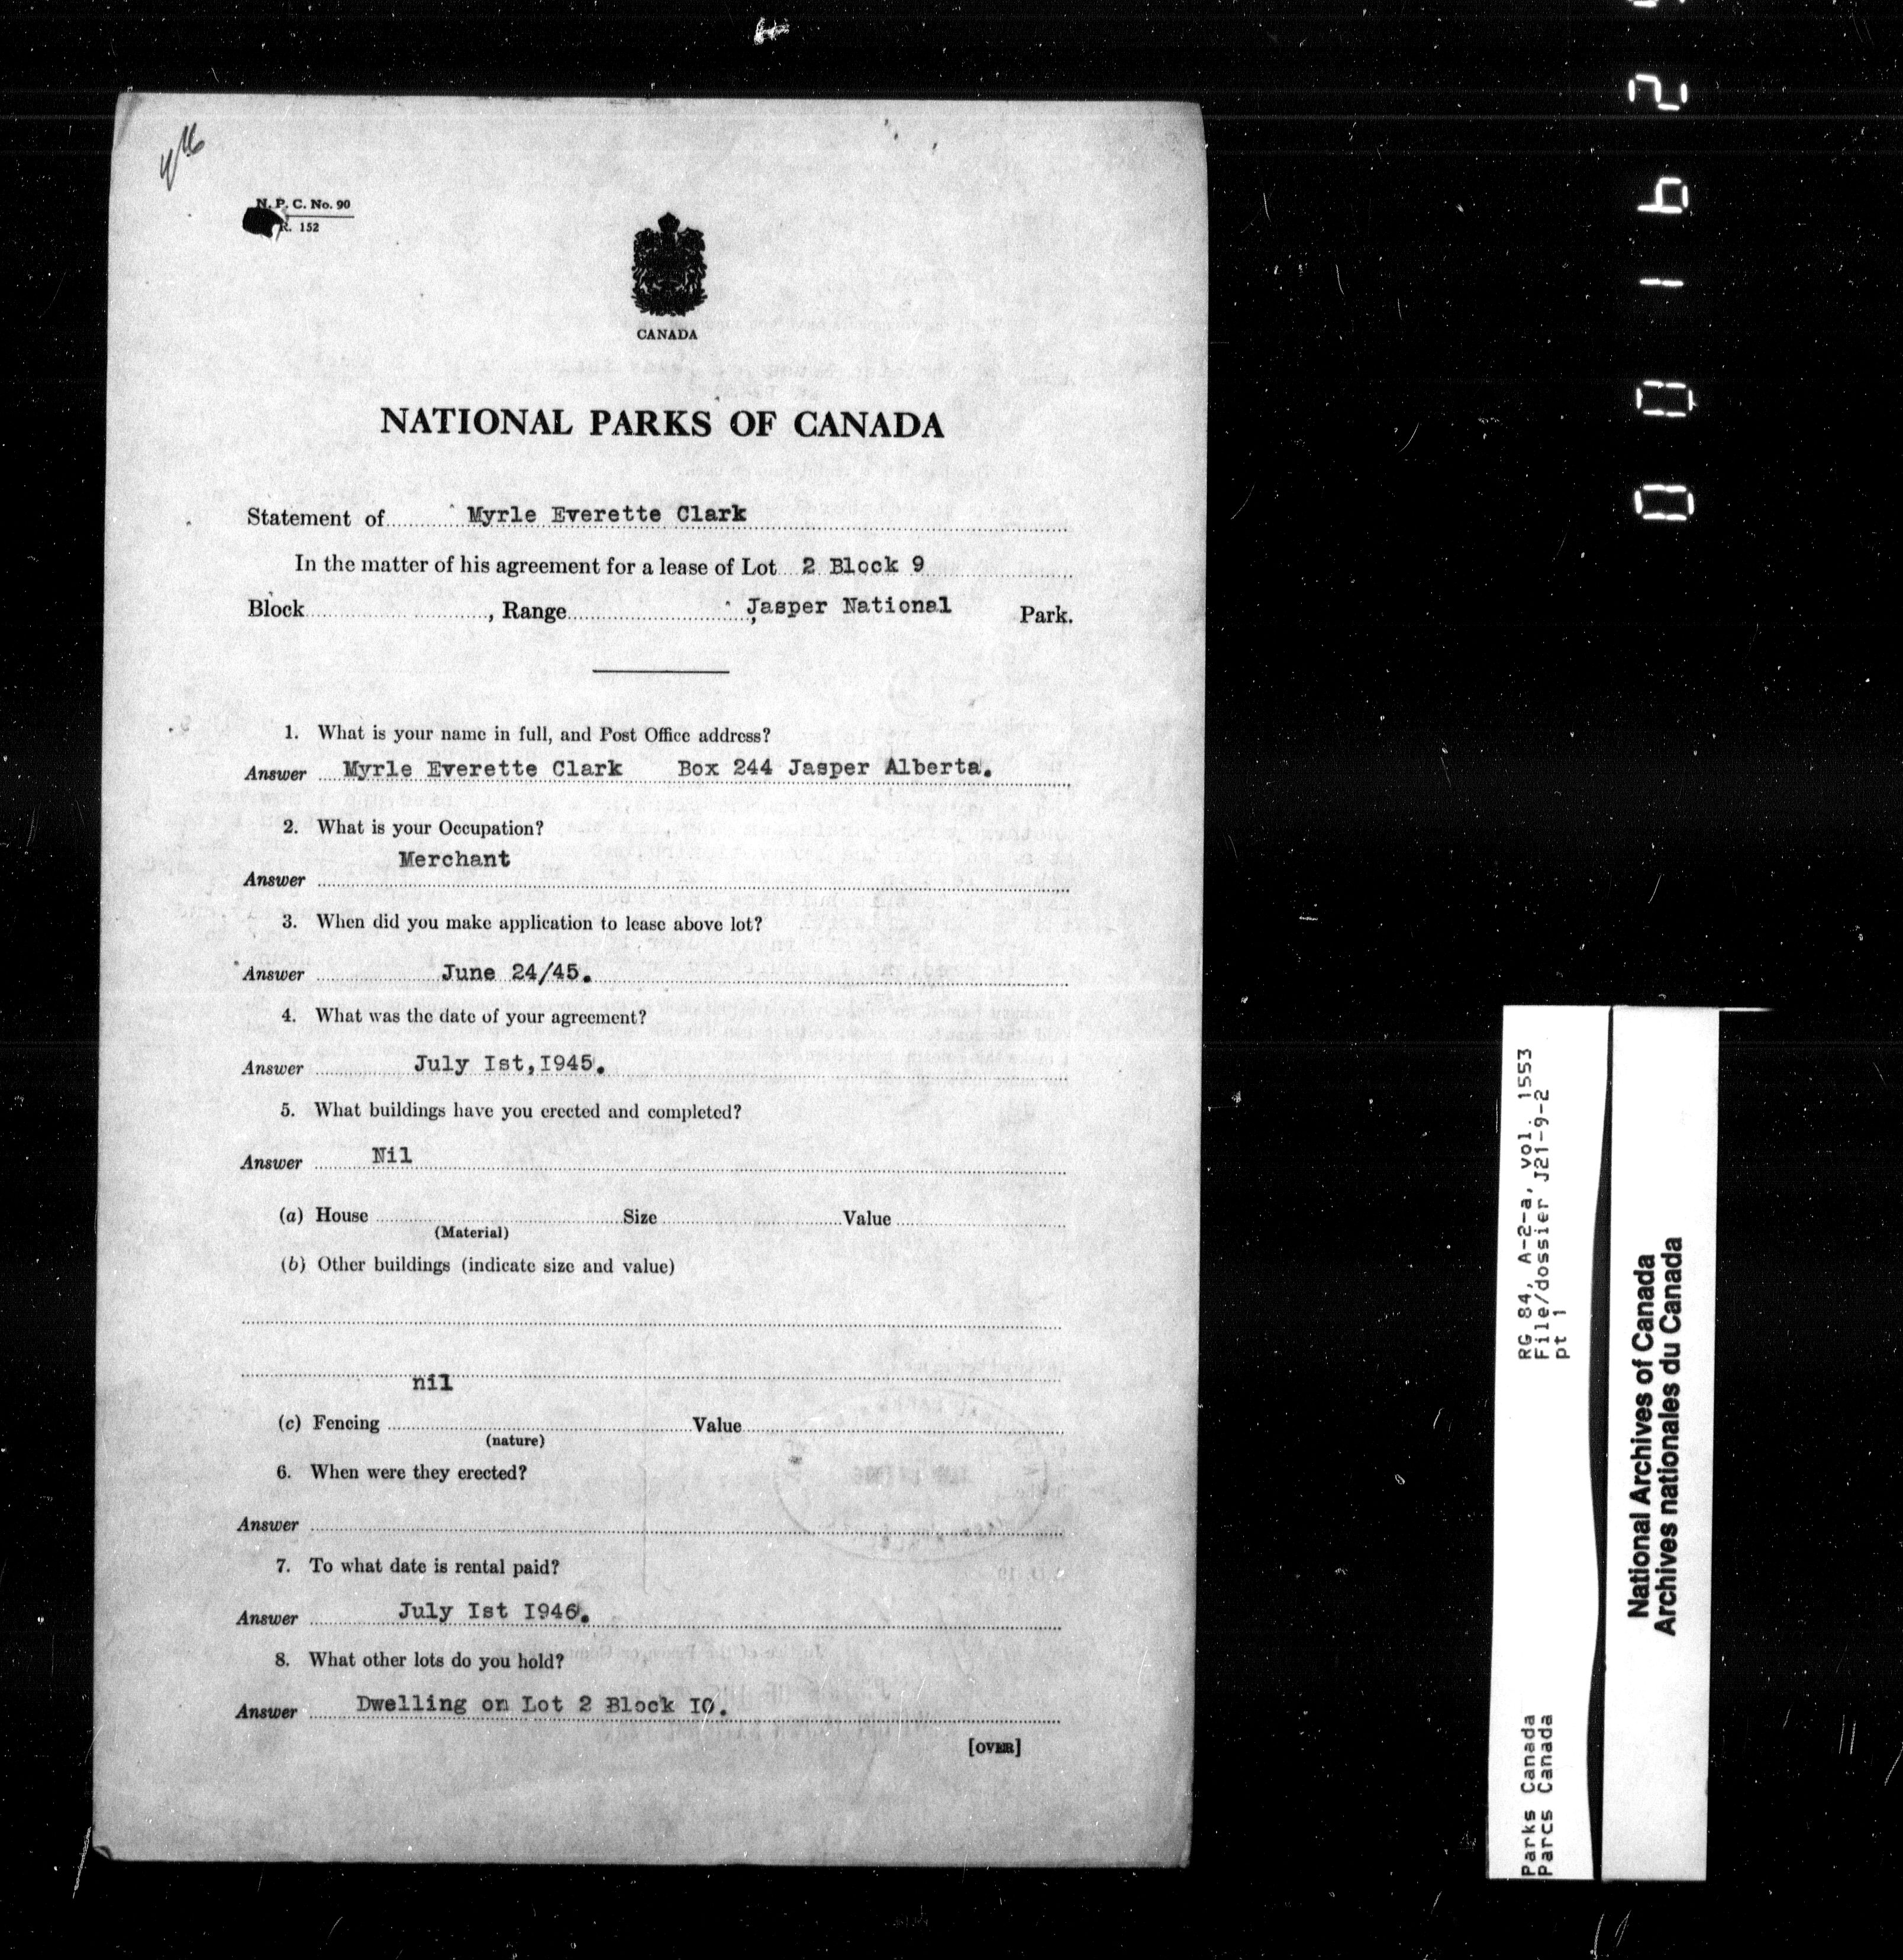 N. P. C. No. 90
R. 152
CANADA
NATIONAL PARKS OF CANADA
Statement of Myrle Everette Clark
In the matter of his agreement for a lease of Lot 2 Block 9
Block , Range , Jasper National Park.
1. What is your name in full, and Post Office address?
Answer Myrle Everette Clark Box 244 Jasper Alberta.
2. What is your Occupation?
Merchant
Answer
3. When did you make application to lease above lot?
Answer June 24/45.
4. What was the date of your agreement?
Answer July Ist, I945.
5. What buildings have you erected and completed?
Answer Nil
(a) House Size Value
(Material)
(b) Other buildings (indicate size and value)
nil
(c) Fencing Value
(nature)
6. When were they erected?
Answer
7. To what date is rental paid?
Answer July Ist I946.
8. What other lots do you hold?
Answer Dwelling on Lot 2 Block IO.
[OVER]
RG 84, A-2-a, vol. 1553
File/dossier J21-9-2
pt 1
Parks Canada
Parcs Canada
National Archives of Canada
Archives nationales du Canada